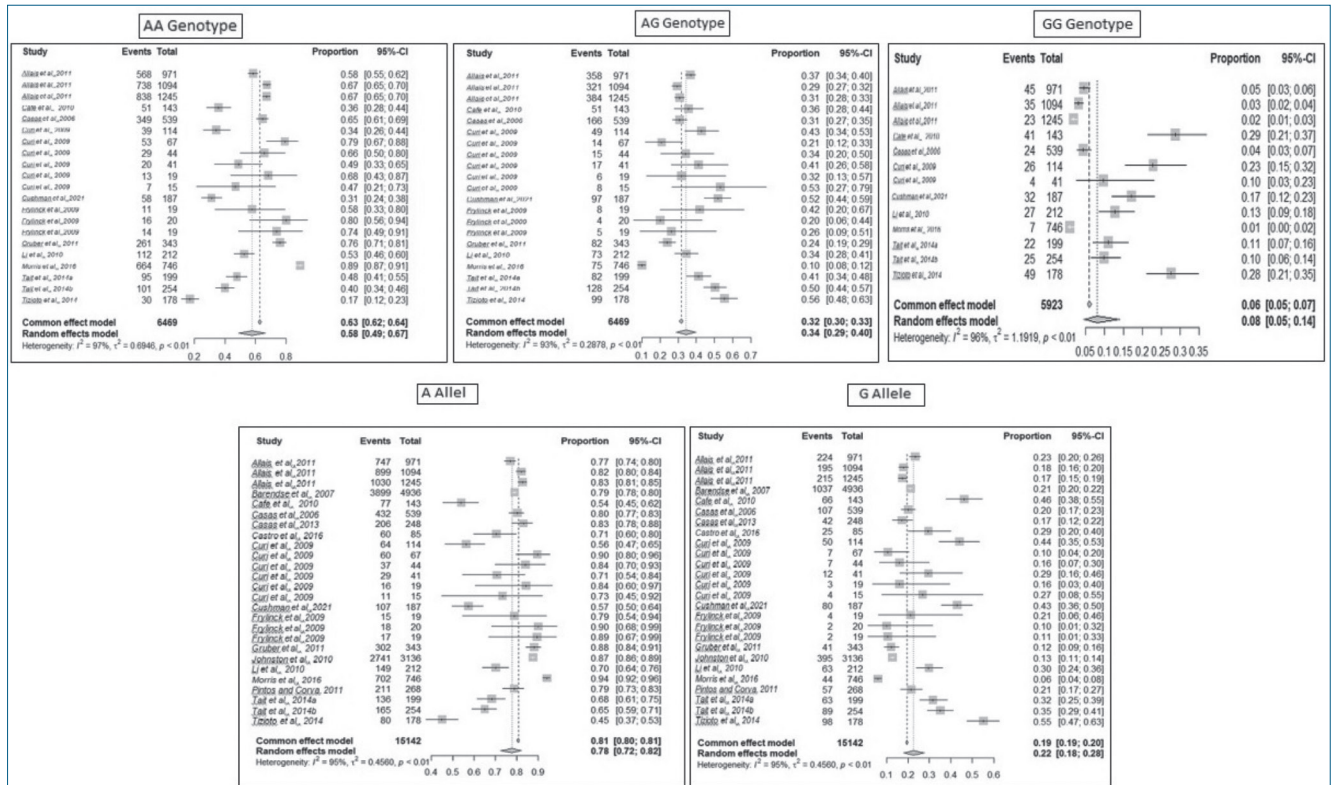 AA Genotype
Study Events Total Proportion 95%-CI
Allais et al.,2011 568 971 0.58 [0.55; 0.62]
Allais et al.,2011 738 1094 0.67 [0.65; 0.70]
Allais et al.,2011 838 1245 0.67 [0.65; 0.70]
Cafe et al., 2010 51 143 0.36 [0.28; 0.44]
Casas et al.,2006 349 539 0.65 [0.61; 0.69]
Curi et al., 2009 39 114 0.34 [0.26; 0.44]
Curi et al., 2009 53 67 0.79 [0.67; 0.88]
Curi et al., 2009 29 44 0.66 [0.50; 0.80]
Curi et al., 2009 20 41 0.49 [0.33; 0.65]
Curi et al., 2009 13 19 0.68 [0.43; 0.87]
Curi et al., 2009 7 15 0.47 [0.21; 0.73]
Cushman et al.,2021 58 187 0.31 [0.24; 0.38]
Frylinck et al.,2009 11 19 0.58 [0.33; 0.80]
Frylinck et al.,2009 16 20 0.80 [0.56; 0.94]
Frylinck et al.,2009 14 19 0.74 [0.49; 0.91]
Gruber et al., 2011 261 343 0.76 [0.71; 0.81]
Li et al., 2010 112 212 0.53 [0.46; 0.60]
Morris et al., 2016 664 746 0.89 [0.87; 0.91]
Tait et al., 2014a 95 199 0.48 [0.41; 0.55]
Tait et al., 2014b 101 254 0.40 [0.34; 0.46]
Tizioto et al., 2014 30 178 0.17 [0.12; 0.23]
Common effect model 6469 0.63 [0.62; 0.64]
Random effects model 0.58 [0.49; 0.67]
Heterogeneity: I² = 97%, τ² = 0.6946, p < 0.01
0.2 0.4 0.6 0.8
AG Genotype
Study Events Total Proportion 95%-CI
Allais et al.,2011 358 971 0.37 [0.34; 0.40]
Allais et al.,2011 321 1094 0.29 [0.27; 0.32]
Allais et al.,2011 384 1245 0.31 [0.28; 0.33]
Cafe et al., 2010 51 143 0.36 [0.28; 0.44]
Casas et al.,2006 166 539 0.31 [0.27; 0.35]
Curi et al., 2009 49 114 0.43 [0.34; 0.53]
Curi et al., 2009 14 67 0.21 [0.12; 0.33]
Curi et al., 2009 15 44 0.34 [0.20; 0.50]
Curi et al., 2009 17 41 0.41 [0.26; 0.58]
Curi et al., 2009 6 19 0.32 [0.13; 0.57]
Curi et al., 2009 8 15 0.53 [0.27; 0.79]
Cushman et al.,2021 97 187 0.52 [0.44; 0.59]
Frylinck et al.,2009 8 19 0.42 [0.20; 0.67]
Frylinck et al.,2009 4 20 0.20 [0.06; 0.44]
Frylinck et al.,2009 5 19 0.26 [0.09; 0.51]
Gruber et al., 2011 82 343 0.24 [0.19; 0.29]
Li et al., 2010 73 212 0.34 [0.28; 0.41]
Morris et al., 2016 75 746 0.10 [0.08; 0.12]
Tait et al., 2014a 82 199 0.41 [0.34; 0.48]
Tait et al., 2014b 128 254 0.50 [0.44; 0.57]
Tizioto et al., 2014 99 178 0.56 [0.48; 0.63]
Common effect model 6469 0.32 [0.30; 0.33]
Random effects model 0.34 [0.29; 0.40]
Heterogeneity: I² = 93%, τ² = 0.2878, p < 0.01
0.1 0.2 0.3 0.4 0.5 0.6 0.7
GG Genotype
Study Events Total Proportion 95%-CI
Allais et al.,2011 45 971 0.05 [0.03; 0.06]
Allais et al.,2011 35 1094 0.03 [0.02; 0.04]
Allais et al.,2011 23 1245 0.02 [0.01; 0.03]
Cafe et al., 2010 41 143 0.29 [0.21; 0.37]
Casas et al.,2006 24 539 0.04 [0.03; 0.07]
Curi et al., 2009 26 114 0.23 [0.15; 0.32]
Curi et al., 2009 4 41 0.10 [0.03; 0.23]
Cushman et al.,2021 32 187 0.17 [0.12; 0.23]
Li et al., 2010 27 212 0.13 [0.09; 0.18]
Morris et al., 2016 7 746 0.01 [0.00; 0.02]
Tait et al., 2014a 22 199 0.11 [0.07; 0.16]
Tait et al., 2014b 25 254 0.10 [0.06; 0.14]
Tizioto et al., 2014 49 178 0.28 [0.21; 0.35]
Common effect model 5923 0.06 [0.05; 0.07]
Random effects model 0.08 [0.05; 0.14]
Heterogeneity: I² = 96%, τ² = 1.1919, p < 0.01
0.05 0.1 0.15 0.2 0.25 0.3 0.35
A Allel
Study Events Total Proportion 95%-CI
Allais et al.,2011 747 971 0.77 [0.74; 0.80]
Allais et al.,2011 899 1094 0.82 [0.80; 0.84]
Allais et al.,2011 1030 1245 0.83 [0.81; 0.85]
Barendse et al., 2007 3899 4936 0.79 [0.78; 0.80]
Cafe et al., 2010 77 143 0.54 [0.45; 0.62]
Casas et al.,2006 432 539 0.80 [0.77; 0.83]
Casas et al.,2013 206 248 0.83 [0.78; 0.88]
Castro et al., 2016 60 85 0.71 [0.60; 0.80]
Curi et al., 2009 64 114 0.56 [0.47; 0.65]
Curi et al., 2009 60 67 0.90 [0.80; 0.96]
Curi et al., 2009 37 44 0.84 [0.70; 0.93]
Curi et al., 2009 29 41 0.71 [0.54; 0.84]
Curi et al., 2009 16 19 0.84 [0.60; 0.97]
Curi et al., 2009 11 15 0.73 [0.45; 0.92]
Cushman et al.,2021 107 187 0.57 [0.50; 0.64]
Frylinck et al.,2009 15 19 0.79 [0.54; 0.94]
Frylinck et al.,2009 18 20 0.90 [0.68; 0.99]
Frylinck et al.,2009 17 19 0.89 [0.67; 0.99]
Gruber et al., 2011 302 343 0.88 [0.84; 0.91]
Johnston et al., 2010 2741 3136 0.87 [0.86; 0.89]
Li et al., 2010 149 212 0.70 [0.64; 0.76]
Morris et al., 2016 702 746 0.94 [0.92; 0.96]
Pintos and Corva, 2011 211 268 0.79 [0.73; 0.83]
Tait et al., 2014a 136 199 0.68 [0.61; 0.75]
Tait et al., 2014b 165 254 0.65 [0.59; 0.71]
Tizioto et al., 2014 80 178 0.45 [0.37; 0.53]
Common effect model 15142 0.81 [0.80; 0.81]
Random effects model 0.78 [0.72; 0.82]
Heterogeneity: I² = 95%, τ² = 0.4560, p < 0.01
0.4 0.5 0.6 0.7 0.8 0.9
G Allele
Study Events Total Proportion 95%-CI
Allais et al.,2011 224 971 0.23 [0.20; 0.26]
Allais et al.,2011 195 1094 0.18 [0.16; 0.20]
Allais et al.,2011 215 1245 0.17 [0.15; 0.19]
Barendse et al., 2007 1037 4936 0.21 [0.20; 0.22]
Cafe et al., 2010 66 143 0.46 [0.38; 0.55]
Casas et al.,2006 107 539 0.20 [0.17; 0.23]
Casas et al.,2013 42 248 0.17 [0.12; 0.22]
Castro et al., 2016 25 85 0.29 [0.20; 0.40]
Curi et al., 2009 50 114 0.44 [0.35; 0.53]
Curi et al., 2009 7 67 0.10 [0.04; 0.20]
Curi et al., 2009 7 44 0.16 [0.07; 0.30]
Curi et al., 2009 12 41 0.29 [0.16; 0.46]
Curi et al., 2009 3 19 0.16 [0.03; 0.40]
Curi et al., 2009 4 15 0.27 [0.08; 0.55]
Cushman et al.,2021 80 187 0.43 [0.36; 0.50]
Frylinck et al.,2009 4 19 0.21 [0.06; 0.46]
Frylinck et al.,2009 2 20 0.10 [0.01; 0.32]
Frylinck et al.,2009 2 19 0.11 [0.01; 0.33]
Gruber et al., 2011 41 343 0.12 [0.09; 0.16]
Johnston et al., 2010 395 3136 0.13 [0.11; 0.14]
Li et al., 2010 63 212 0.30 [0.24; 0.36]
Morris et al., 2016 44 746 0.06 [0.04; 0.08]
Pintos and Corva, 2011 57 268 0.21 [0.17; 0.27]
Tait et al., 2014a 63 199 0.32 [0.25; 0.39]
Tait et al., 2014b 89 254 0.35 [0.29; 0.41]
Tizioto et al., 2014 98 178 0.55 [0.47; 0.63]
Common effect model 15142 0.19 [0.19; 0.20]
Random effects model 0.22 [0.18; 0.28]
Heterogeneity: I² = 95%, τ² = 0.4560, p < 0.01
0.1 0.2 0.3 0.4 0.5 0.6